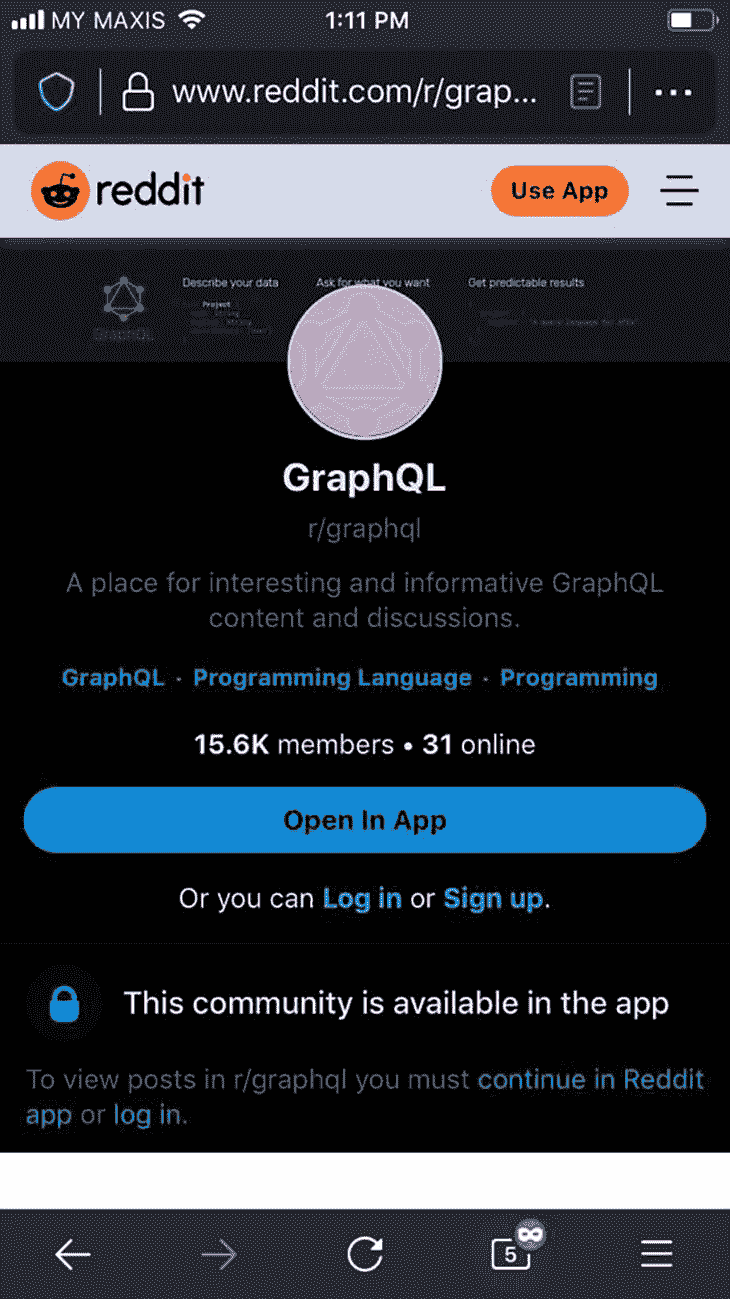 MY MAXIS 1:11 PM
www.reddit.com/r/grap...
reddit Use App
Describe your data Ask for what you want Get predictable results
Project
GraphQL
GraphQL
r/graphql
A place for interesting and informative GraphQL
content and discussions.
GraphQL · Programming Language · Programming
15.6K members • 31 online
Open In App
Or you can Log in or Sign up.
This community is available in the app
To view posts in r/graphql you must continue in Reddit
app or log in.
5